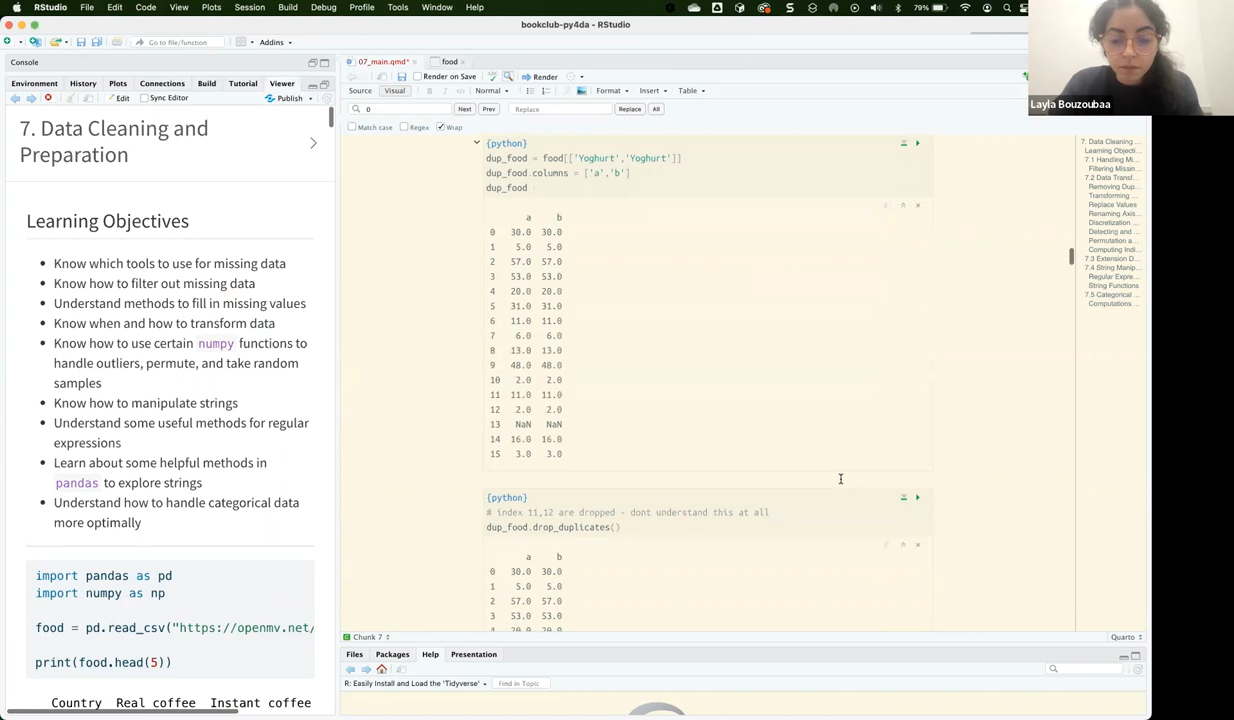 RStudio File Edit Code View Plots Session Build Debug Profile Tools Window Help 79%
bookclub-py4da - RStudio
Go to file/function Addins
Console
Environment History Plots Connections Build Tutorial Viewer
Edit Sync Editor Publish
7. Data Cleaning and
Preparation
Learning Objectives
Know which tools to use for missing data
Know how to filter out missing data
Understand methods to fill in missing values
Know when and how to transform data
Know how to use certain numpy functions to
handle outliers, permute, and take random
samples
Know how to manipulate strings
Understand some useful methods for regular
expressions
Learn about some helpful methods in
pandas to explore strings
Understand how to handle categorical data
more optimally
import pandas as pd
import numpy as np
food = pd.read_csv("https://openmv.net/
print(food.head(5))
Country Real coffee Instant coffee
07_main.qmd* food
Render on Save Render
Source Visual Normal Format Insert Table
0 Next Prev Replace Replace All
Match case Regex Wrap
{python}
dup_food = food[['Yoghurt','Yoghurt']]
dup_food.columns = ['a','b']
dup_food
a b
0 30.0 30.0
1 5.0 5.0
2 57.0 57.0
3 53.0 53.0
4 20.0 20.0
5 31.0 31.0
6 11.0 11.0
7 6.0 6.0
8 13.0 13.0
9 48.0 48.0
10 2.0 2.0
11 11.0 11.0
12 2.0 2.0
13 NaN NaN
14 16.0 16.0
15 3.0 3.0
{python}
# index 11,12 are dropped - dont understand this at all
dup_food.drop_duplicates()
a b
0 30.0 30.0
1 5.0 5.0
2 57.0 57.0
3 53.0 53.0
4 20.0 20.0
Chunk 7 Quarto
7. Data Cleaning ...
Learning Objecti...
7.1 Handling Mi...
Filtering Missin...
7.2 Data Transf...
Removing Dup...
Transforming ...
Replace Values
Renaming Axis...
Discretization ...
Detecting and ...
Permutation a...
Computing Indi...
7.3 Extension D...
7.4 String Manip...
Regular Expre...
String Functions
7.5 Categorical ...
Computations ...
Files Packages Help Presentation
R: Easily Install and Load the 'Tidyverse' Find in Topic
Layla Bouzoubaa